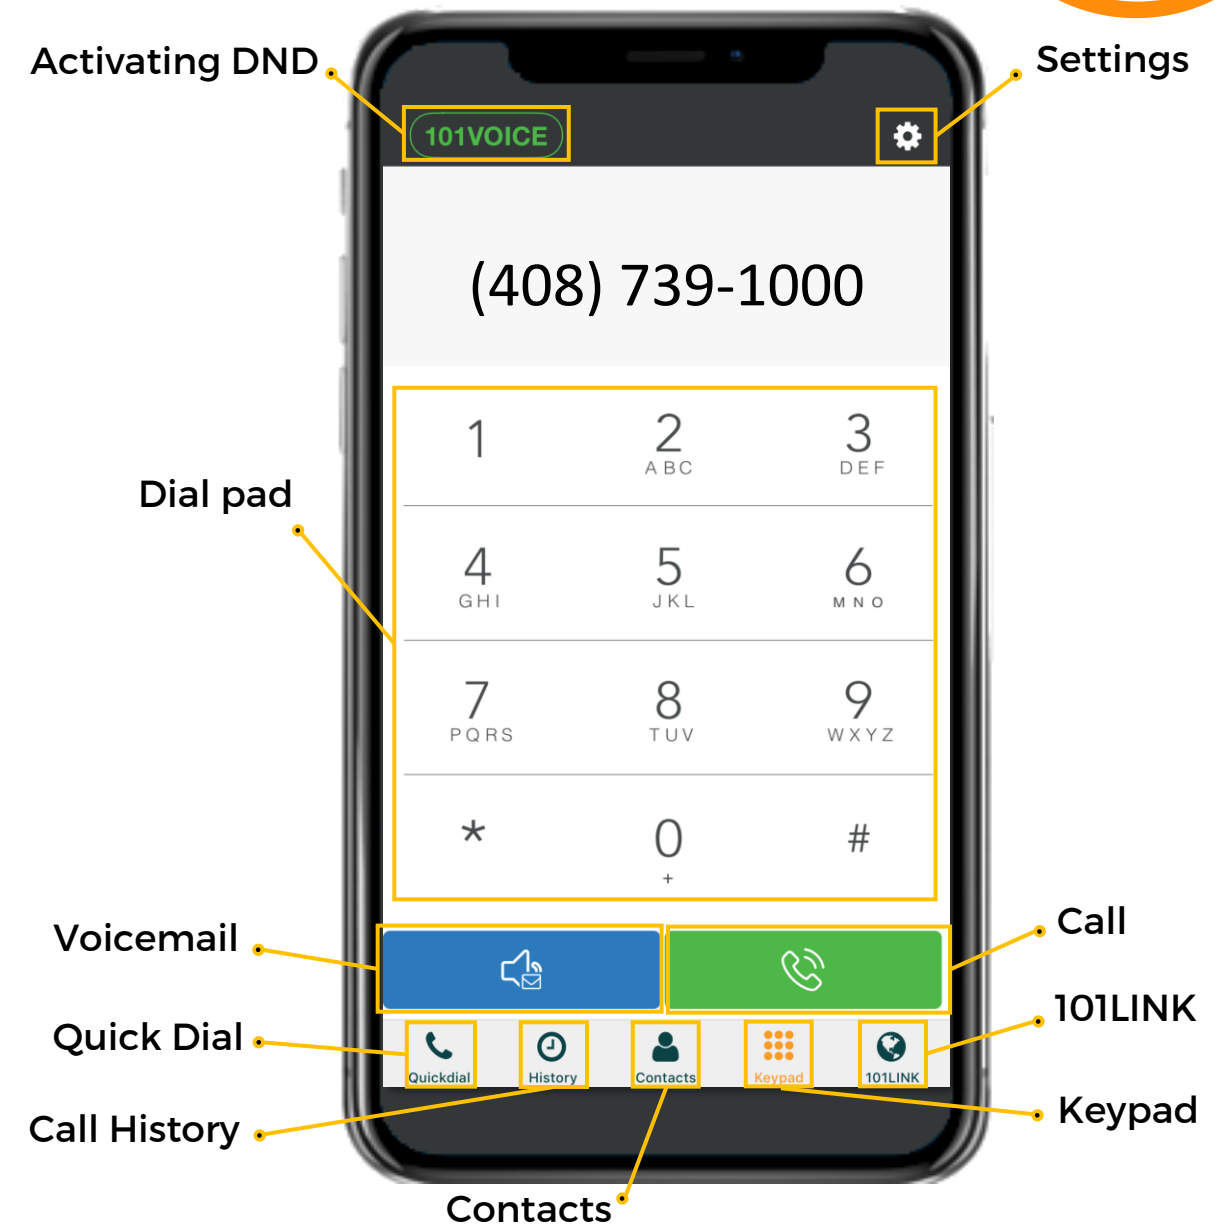 Activating DND
Settings
101VOICE
(408) 739-1000
1 2 3
ABC DEF
Dial pad
4 5 6
GHI JKL MNO
7 8 9
PQRS TUV WXYZ
* 0 #
+
Voicemail
Call
101LINK
Quick Dial
Quickdial History Contacts Keypad 101LINK
Call History
Keypad
Contacts